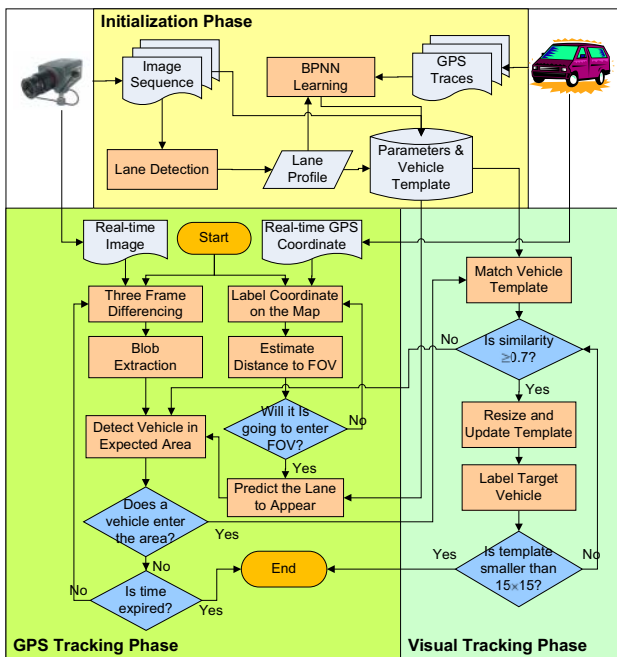 Initialization Phase
Image
Sequence
BPNN
Learning
GPS
Traces
Lane Detection
Lane
Profile
Parameters &
Vehicle
Template
Real-time
Image
Start
Real-time GPS
Coordinate
Three Frame
Differencing
Label Coordinate
on the Map
Match Vehicle
Template
Blob
Extraction
Estimate
Distance to FOV
No
Is similarity
≥0.7?
Yes
Detect Vehicle in
Expected Area
Will it Is
going to enter
FOV?
No
Yes
Resize and
Update Template
Predict the Lane
to Appear
Label Target
Vehicle
Does a
vehicle enter
the area?
Yes
No
Is time
expired?
No
Yes
End
Yes
Is template
smaller than
15×15?
No
GPS Tracking Phase
Visual Tracking Phase